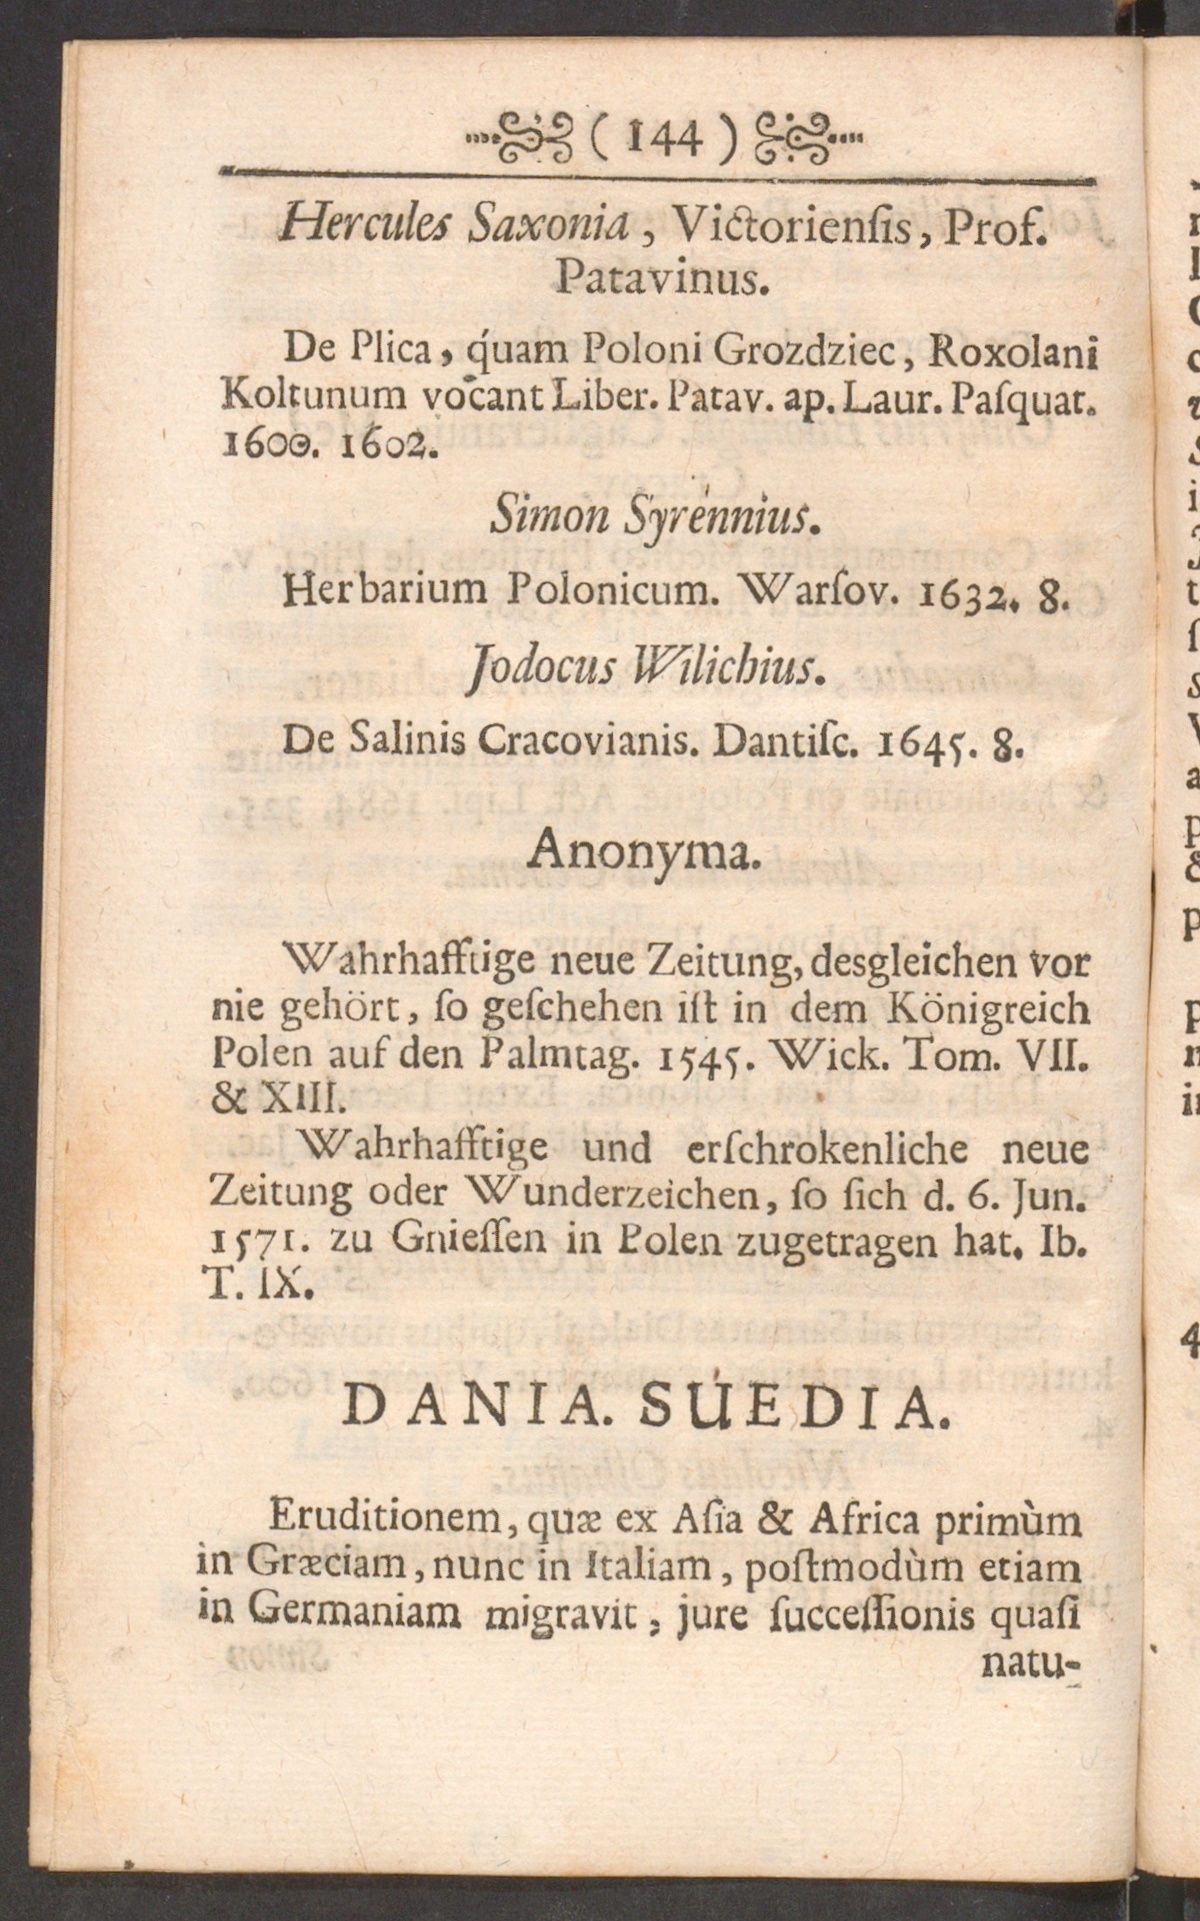 ( 144 )
Hercules Saxonia, Victorienſis, Prof.
Patavinus.
De Plica, quam Poloni Grozdziec, Roxolani
Koltunum vocant Liber. Patav. ap. Laur. Paſquat.
1600. 1602.
Simon Syrennius.
Herbarium Polonicum. Warſov. 1632. 8.
Jodocus Wilichius.
De Salinis Cracovianis. Dantiſc. 1645. 8.
Anonyma.
Wahrhafftige neue Zeitung, desgleichen vor
nie gehört, ſo geſchehen iſt in dem Königreich
Polen auf den Palmtag. 1545. Wick. Tom. VII.
& XIII.
Wahrhafftige und erſchrokenliche neue
Zeitung oder Wunderzeichen, ſo ſich d. 6. Jun.
1571. zu Gnieſſen in Polen zugetragen hat. Ib.
T. IX.
DANIA. SUEDIA.
Eruditionem, quæ ex Aſia & Africa primùm
in Græciam, nunc in Italiam, poſtmodùm etiam
in Germaniam migravit, jure ſucceſſionis quaſi
natu-